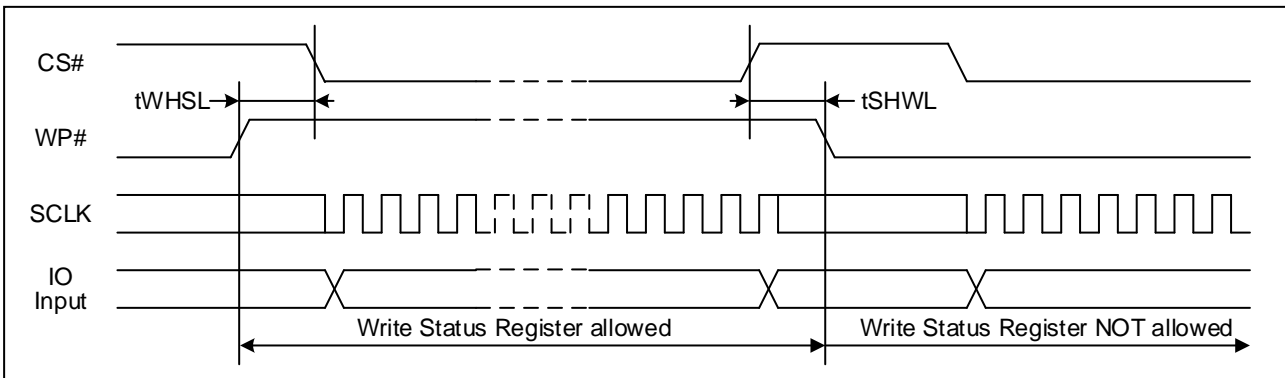 CS#
tWHSL
tSHWL
WP#
SCLK
IO
Input
Write Status Register allowed
Write Status Register NOT allowed